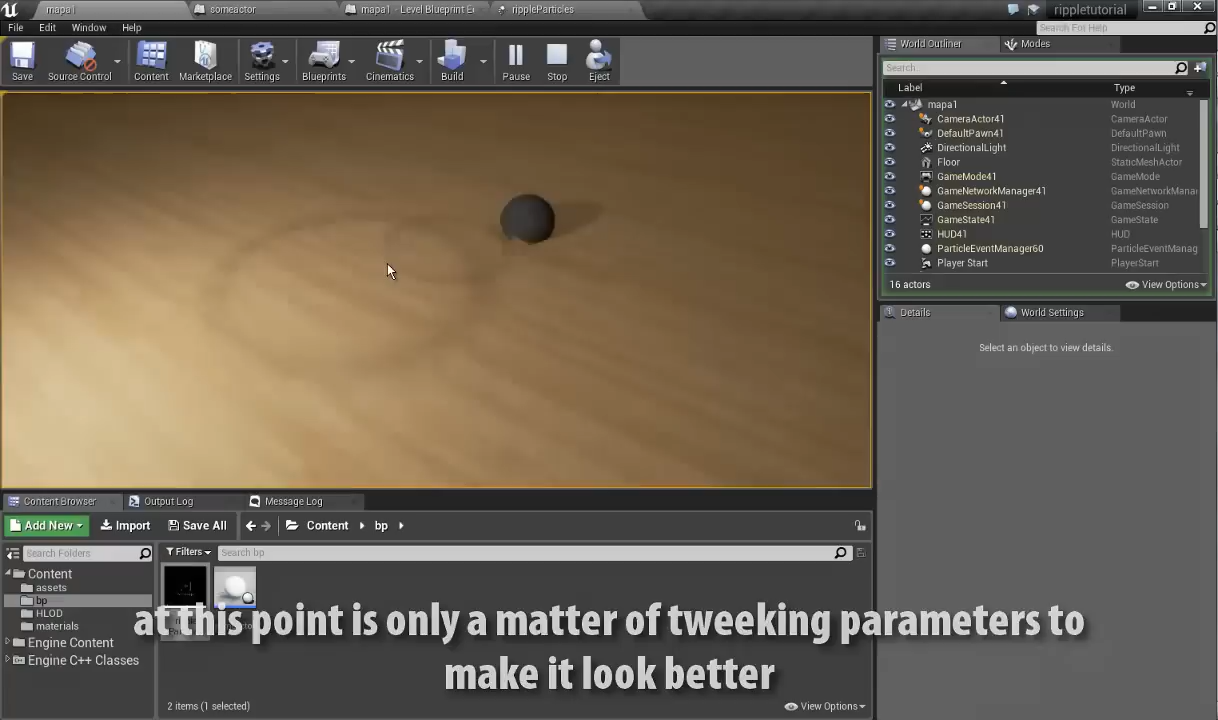 mapa1
someactor
mapa1 - Level Blueprint E
rippleParticles
rippletutorial
File Edit Window Help
Search For Help
Save
Source Control
Content
Marketplace
Settings
Blueprints
Cinematics
Build
Pause
Stop
Eject
World Outliner
Modes
Search...
Label Type
mapa1 World
CameraActor41 CameraActor
DefaultPawn41 DefaultPawn
DirectionalLight DirectionalLight
Floor StaticMeshActor
GameMode41 GameMode
GameNetworkManager41 GameNetworkMana
GameSession41 GameSession
GameState41 GameState
HUD41 HUD
ParticleEventManager60 ParticleEventManag
Player Start PlayerStart
16 actors View Options
Details
World Settings
Select an object to view details.
Content Browser
Output Log
Message Log
Add New
Import
Save All
Content bp
Search Folders
Filters
Search bp
Content
assets
bp
HLOD
materials
Engine Content
Engine C++ Classes
at this point is only a matter of tweeking parameters to
make it look better
2 items (1 selected)
View Options